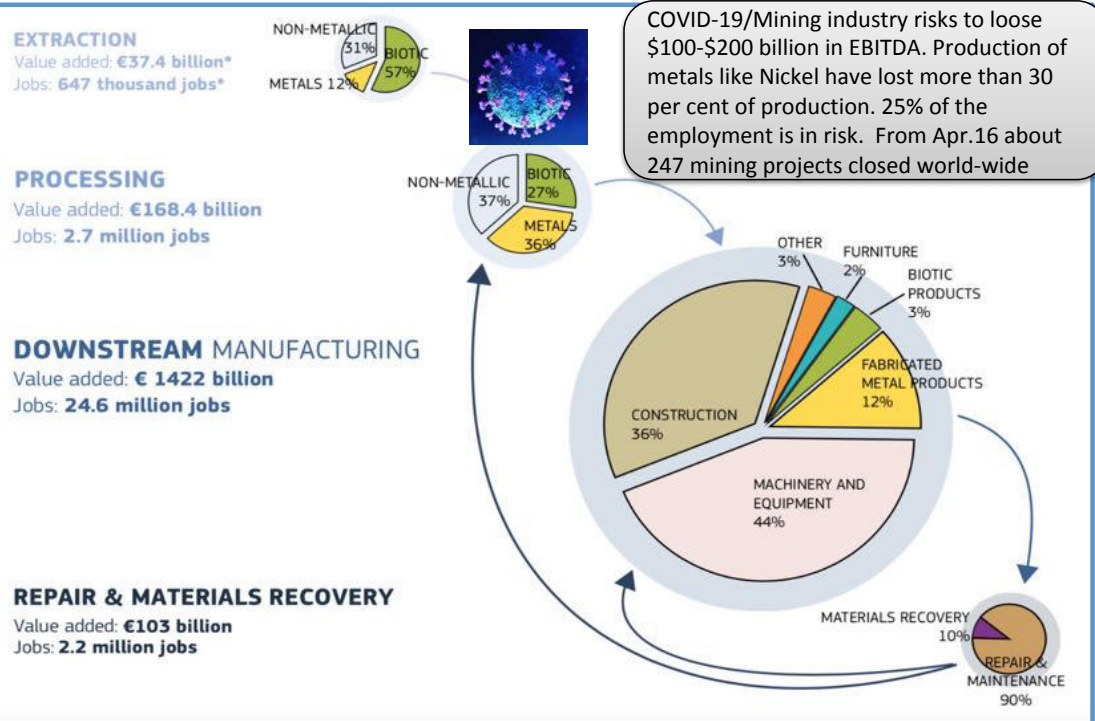 EXTRACTION
Value added: €37.4 billion*
Jobs: 647 thousand jobs*
NON-METALLIC
31%
BIOTIC
57%
METALS 12%
COVID-19/Mining industry risks to loose
$100-$200 billion in EBITDA. Production of
metals like Nickel have lost more than 30
per cent of production. 25% of the
employment is in risk.  From Apr.16 about
247 mining projects closed world-wide
PROCESSING
Value added: €168.4 billion
Jobs: 2.7 million jobs
NON-METALLIC
37%
BIOTIC
27%
METALS
36%
DOWNSTREAM MANUFACTURING
Value added: € 1422 billion
Jobs: 24.6 million jobs
OTHER
3%
FURNITURE
2%
BIOTIC
PRODUCTS
3%
FABRICATED
METAL PRODUCTS
12%
CONSTRUCTION
36%
MACHINERY AND
EQUIPMENT
44%
REPAIR & MATERIALS RECOVERY
Value added: €103 billion
Jobs: 2.2 million jobs
MATERIALS RECOVERY
10%
REPAIR &
MAINTENANCE
90%